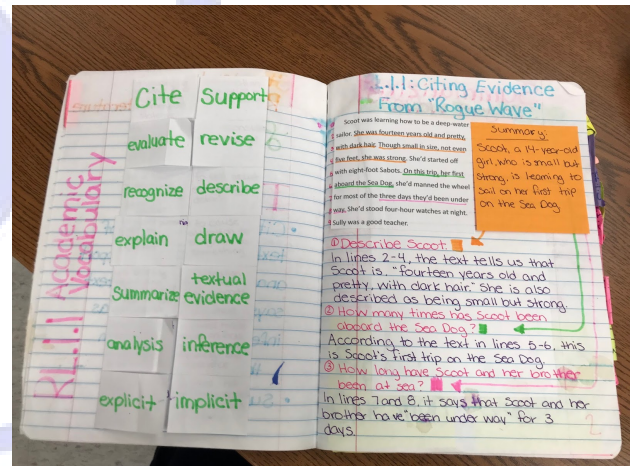 RL.1.1 Academic Vocabulary
Cite Support
evaluate revise
recognize describe
explain draw
Summarize textual evidence
analysis inference
explicit implicit
RL.1.1: Citing Evidence
From "Rogue Wave"
Scoot was learning how to be a deep-water
sailor. She was fourteen years old and pretty,
with dark hair. Though small in size, not even
five feet, she was strong. She'd started off
with eight-foot Sabots. On this trip, her first
aboard the Sea Dog, she'd manned the wheel
for most of the three days they'd been under
way. She'd stood four-hour watches at night.
Sully was a good teacher.
Summary:
Scoot, a 14-year-old
girl, who is small but
strong, is learning to
sail on her first trip
on the Sea Dog
① Describe Scoot.
In lines 2-4, the text tells us that
Scoot is, "fourteen years old and
pretty, with dark hair." She is also
described as being small but strong.
② How many times has Scoot been
aboard the Sea Dog?
According to the text in lines 5-6, this
is Scoot's first trip on the Sea Dog.
③ How long have Scoot and her brother
been at sea?
In lines 7 and 8, it says that Scoot and her
brother have "been under way" for 3
days.